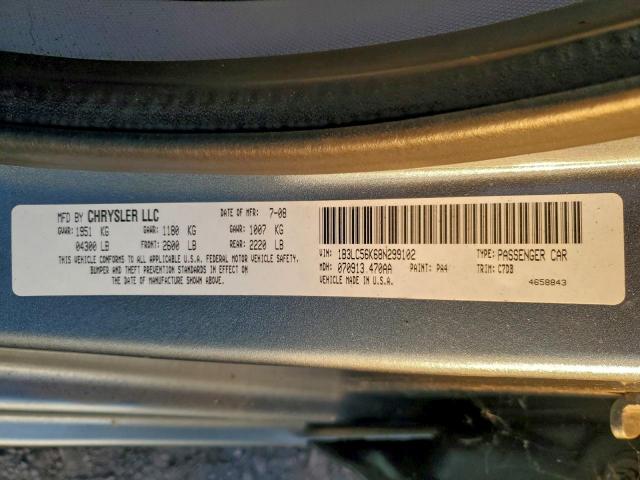 MFD BY CHRYSLER LLC DATE OF MFR: 7-08
GVWR: 1951 KG GAWR: 1180 KG GAWR: 1007 KG
04300 LB FRONT: 2600 LB REAR: 2220 LB
THIS VEHICLE CONFORMS TO ALL APPLICABLE U.S.A. FEDERAL MOTOR VEHICLE SAFETY,
BUMPER AND THEFT PREVENTION STANDARDS IN EFFECT ON
THE DATE OF MANUFACTURE SHOWN ABOVE.
VIN: 1B3LC56K68N299102 TYPE: PASSENGER CAR
MDH: 070913.470AA PAINT: PA4 TRIM: C7DB
VEHICLE MADE IN U.S.A.
4658843